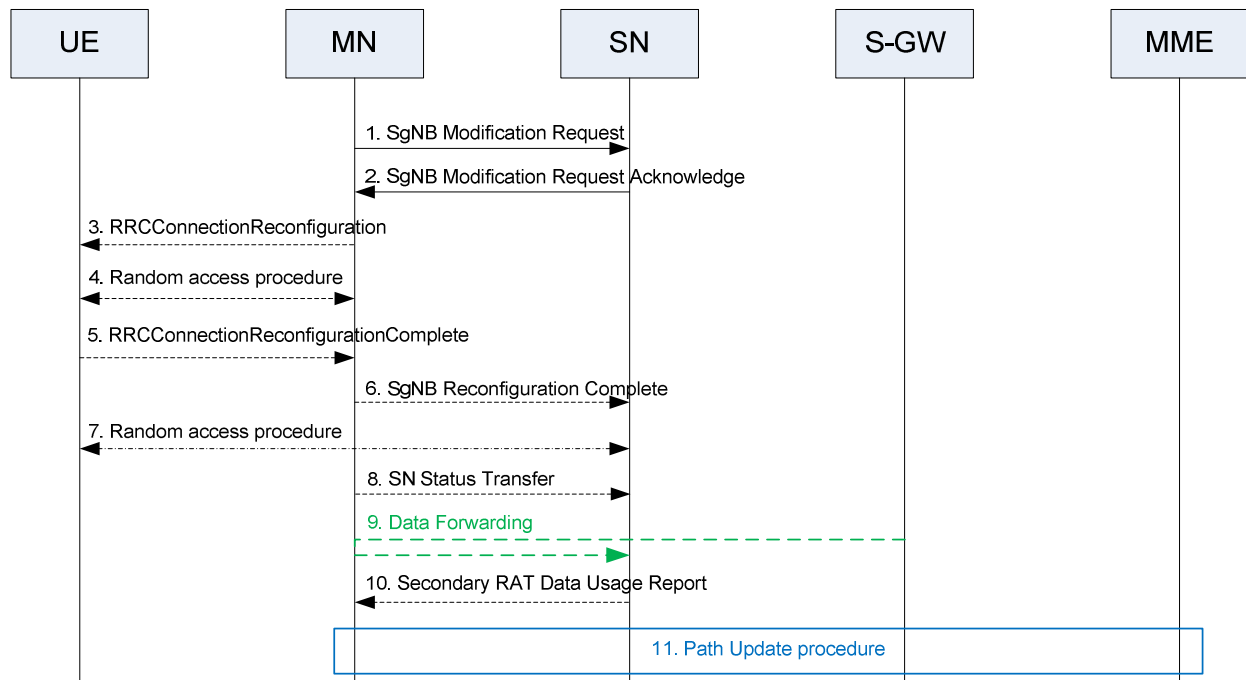 UE
MN
SN
S-GW
MME
1. SgNB Modification Request
2. SgNB Modification Request Acknowledge
3. RRCConnectionReconfiguration
4. Random access procedure
5. RRCConnectionReconfigurationComplete
6. SgNB Reconfiguration Complete
7. Random access procedure
8. SN Status Transfer
9. Data Forwarding
10. Secondary RAT Data Usage Report
11. Path Update procedure